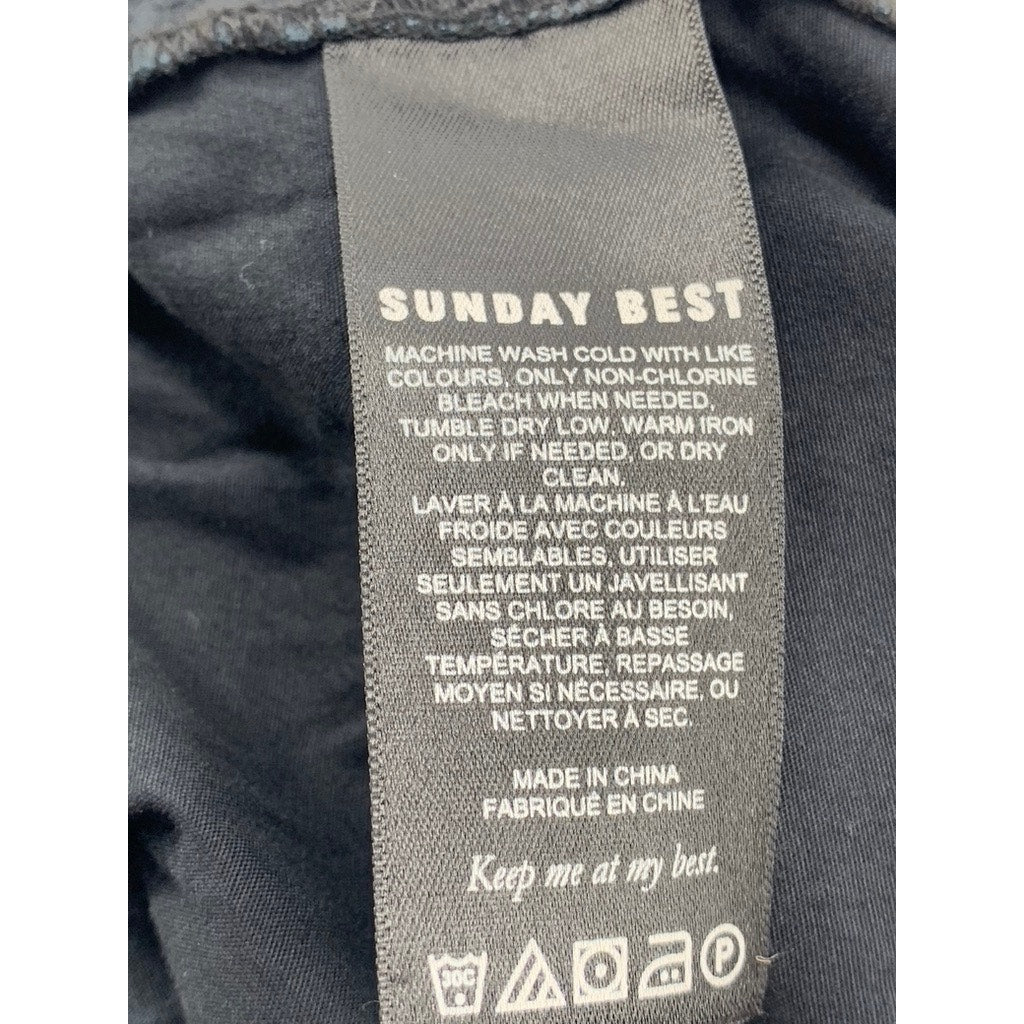 SUNDAY BEST
MACHINE WASH COLD WITH LIKE
COLOURS, ONLY NON-CHLORINE
BLEACH WHEN NEEDED,
TUMBLE DRY LOW, WARM IRON
ONLY IF NEEDED, OR DRY
CLEAN.
LAVER À LA MACHINE À L'EAU
FROIDE AVEC COULEURS
SEMBLABLES, UTILISER
SEULEMENT UN JAVELLISANT
SANS CHLORE AU BESOIN,
SÉCHER À BASSE
TEMPÉRATURE, REPASSAGE
MOYEN SI NÉCESSAIRE, OU
NETTOYER À SEC.
MADE IN CHINA
FABRIQUÉ EN CHINE
Keep me at my best.
30C P